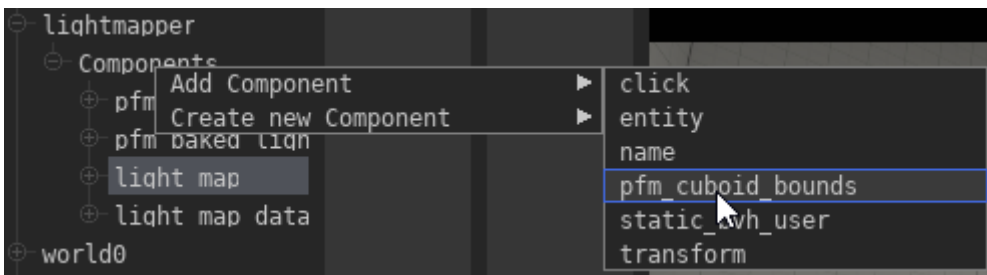 lightmapper
Components
pfm
pfm baked ligh
light map
light map data
world0
Add Component
Create new Component
click
entity
name
pfm_cuboid_bounds
static_bvh_user
transform